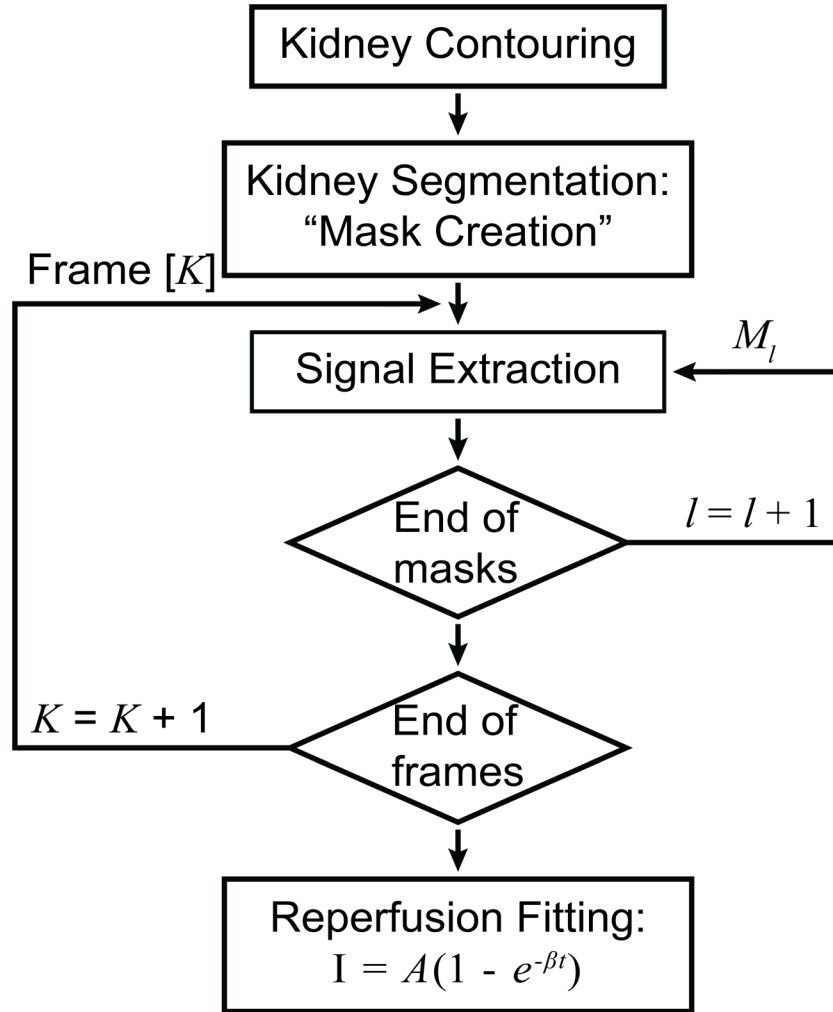 Kidney Contouring
Kidney Segmentation:
“Mask Creation”
Frame [K]
Signal Extraction
M_l
End of
masks
l = l + 1
End of
frames
K = K + 1
Reperfusion Fitting:
I = A(1 - e^{-βt})